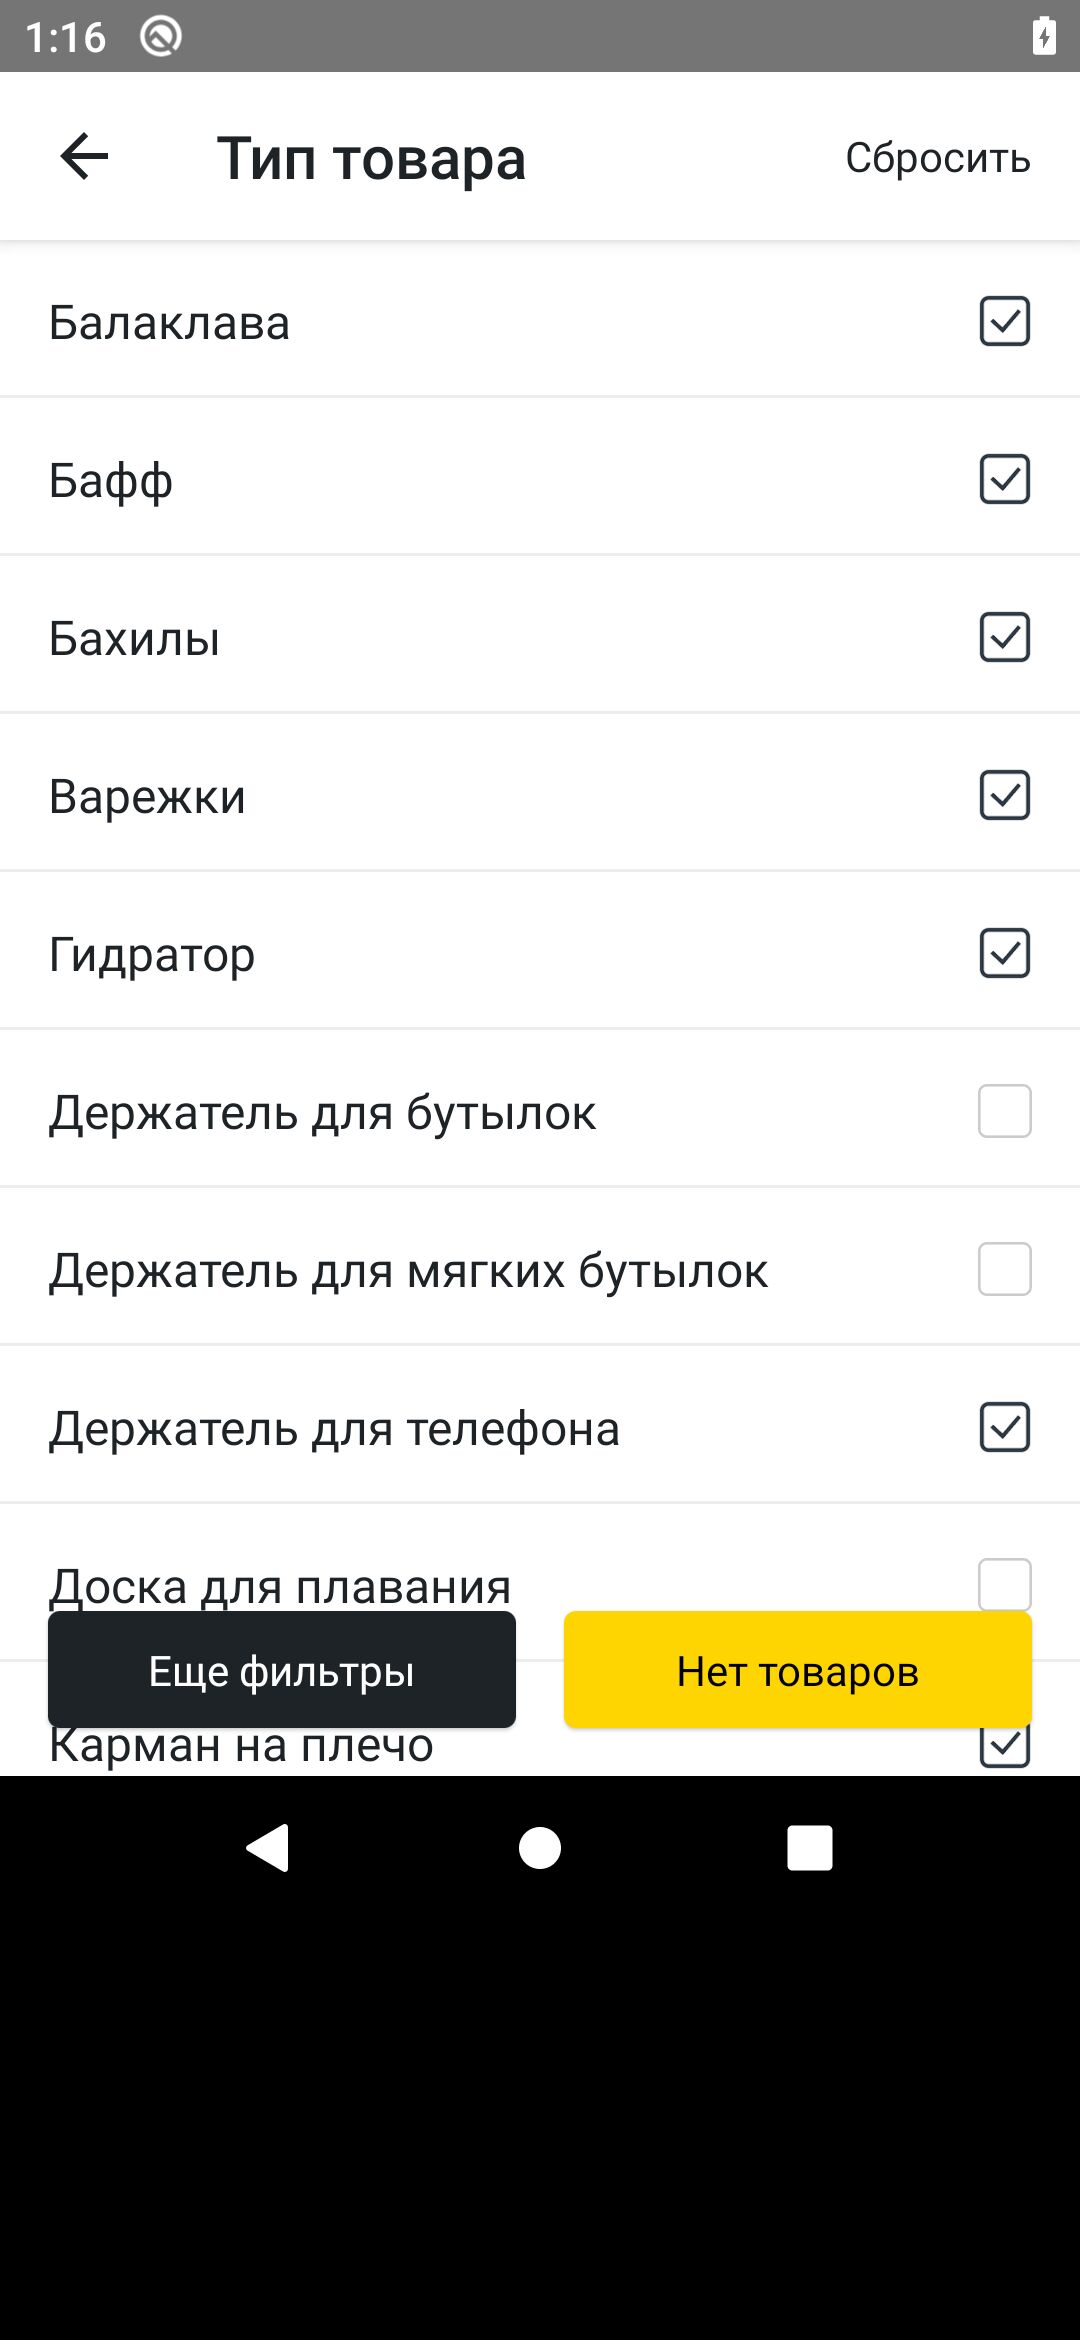 1:16
Тип товара
Сбросить
Балаклава
Бафф
Бахилы
Варежки
Гидратор
Держатель для бутылок
Держатель для мягких бутылок
Держатель для телефона
Доска для плавания
Еще фильтры
Нет товаров
Карман на плечо